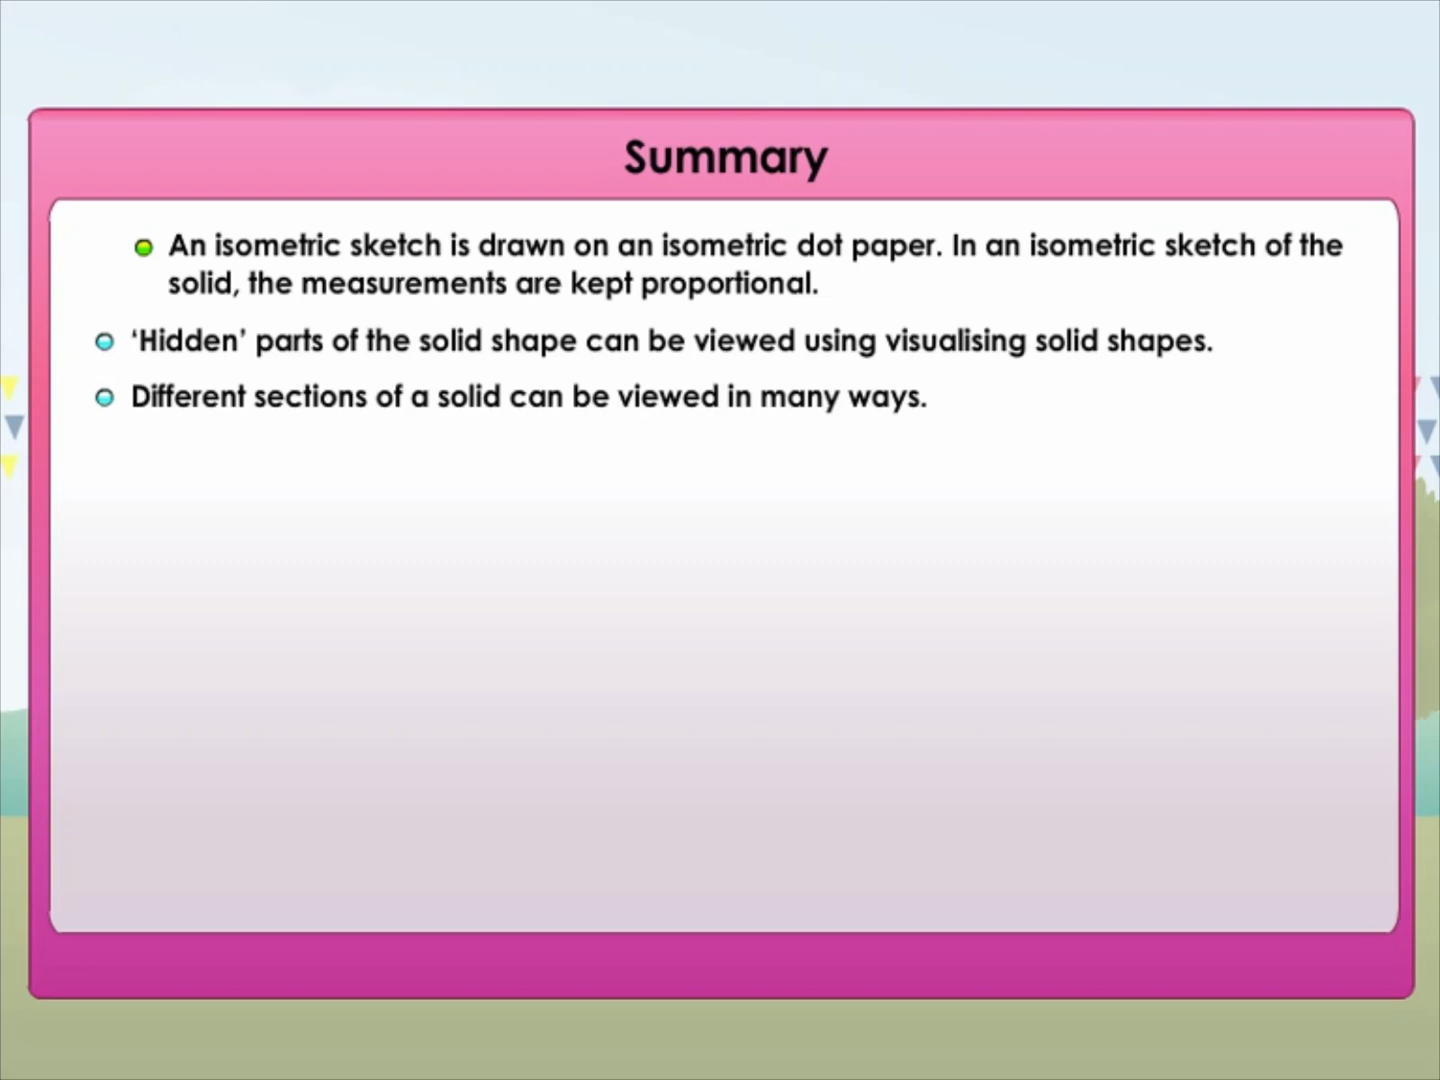 Summary
An isometric sketch is drawn on an isometric dot paper. In an isometric sketch of the
solid, the measurements are kept proportional.
‘Hidden’ parts of the solid shape can be viewed using visualising solid shapes.
Different sections of a solid can be viewed in many ways.